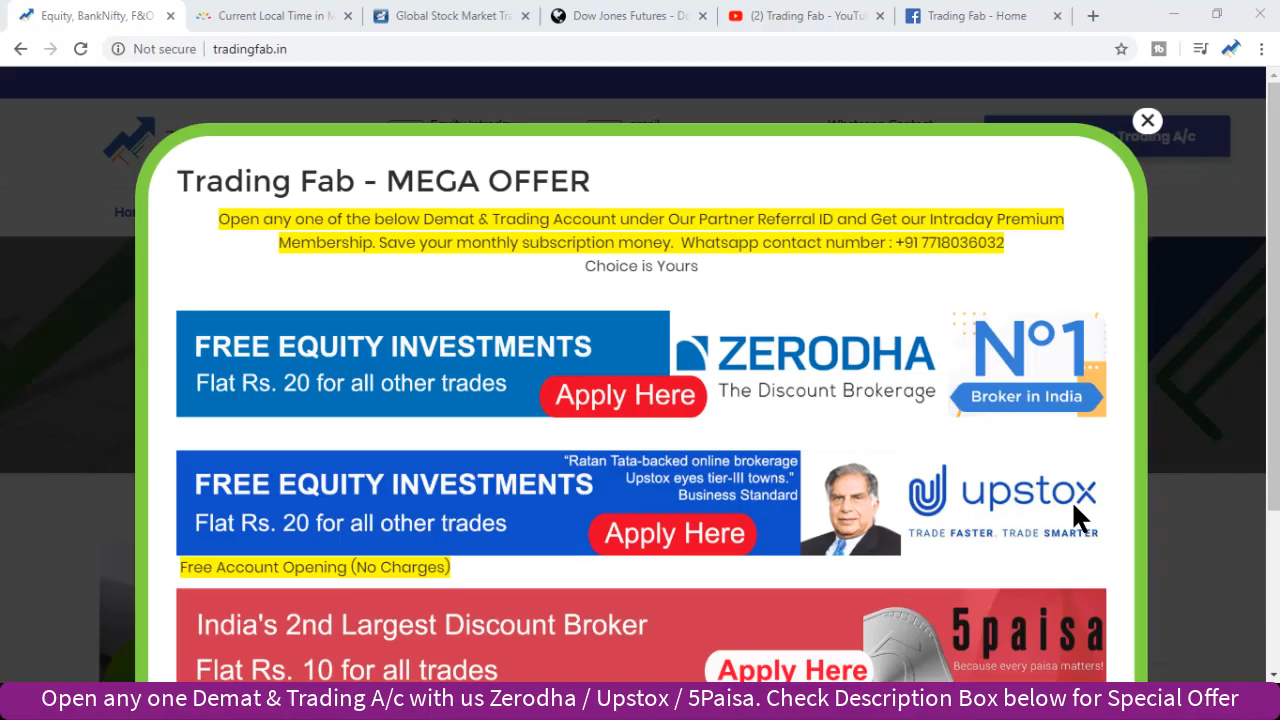 Equity, BankNifty, F&O
Current Local Time in
Global Stock Market Tr
Dow Jones Futures - D
(2) Trading Fab - YouTu
Trading Fab - Home
Not secure
tradingfab.in
Trading A/c
Trading Fab - MEGA OFFER
Open any one of the below Demat & Trading Account under Our Partner Referral ID and Get our Intraday Premium
Membership. Save your monthly subscription money. Whatsapp contact number : +91 7718036032
Choice is Yours
FREE EQUITY INVESTMENTS
Flat Rs. 20 for all other trades
Apply Here
ZERODHA
The Discount Brokerage
Nº1
Broker in India
FREE EQUITY INVESTMENTS
Flat Rs. 20 for all other trades
“Ratan Tata-backed online brokerage
Upstox eyes tier-III towns.”
Business Standard
Apply Here
upstox
TRADE FASTER. TRADE SMARTER
Free Account Opening (No Charges)
India's 2nd Largest Discount Broker
Flat Rs. 10 for all trades
Apply Here
5paisa
Because every paisa matters!
Open any one Demat & Trading A/c with us Zerodha / Upstox / 5Paisa. Check Description Box below for Special Offer